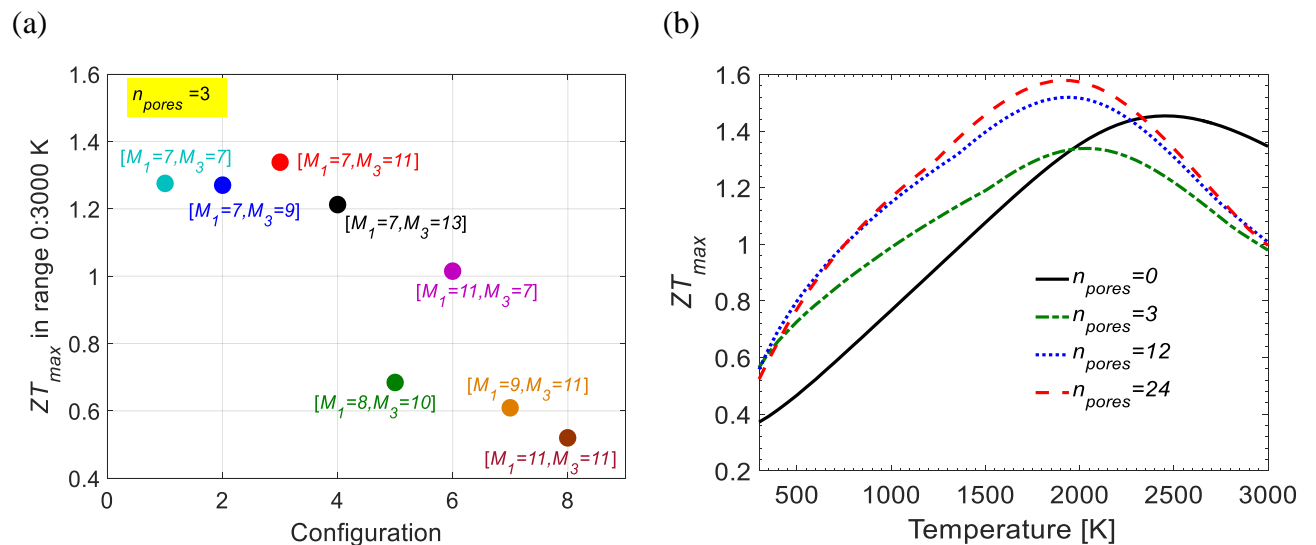 (a)
ZT_max in range 0:3000 K
1.6
1.4
1.2
1
0.8
0.6
0.4
n_pores =3
[M_1=7,M_3=7]
[M_1=7,M_3=9]
[M_1=7,M_3=11]
[M_1=7,M_3=13]
[M_1=11,M_3=7]
[M_1=8,M_3=10]
[M_1=9,M_3=11]
[M_1=11,M_3=11]
0 2 4 6 8
Configuration
(b)
ZT_max
1.6
1.4
1.2
1
0.8
0.6
0.4
0.2
n_pores=0
n_pores=3
n_pores=12
n_pores=24
500 1000 1500 2000 2500 3000
Temperature [K]